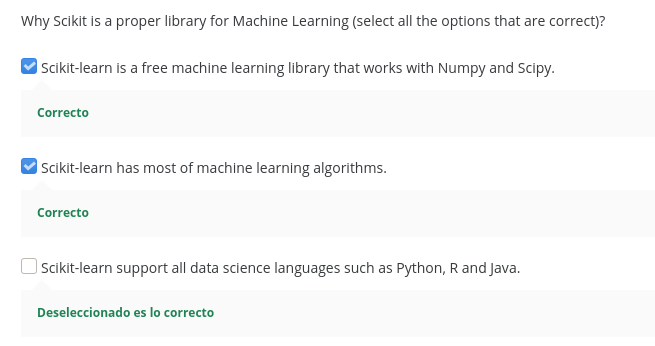 Why Scikit is a proper library for Machine Learning (select all the options that are correct)?
Scikit-learn is a free machine learning library that works with Numpy and Scipy.
Correcto
Scikit-learn has most of machine learning algorithms.
Correcto
Scikit-learn support all data science languages such as Python, R and Java.
Deseleccionado es lo correcto